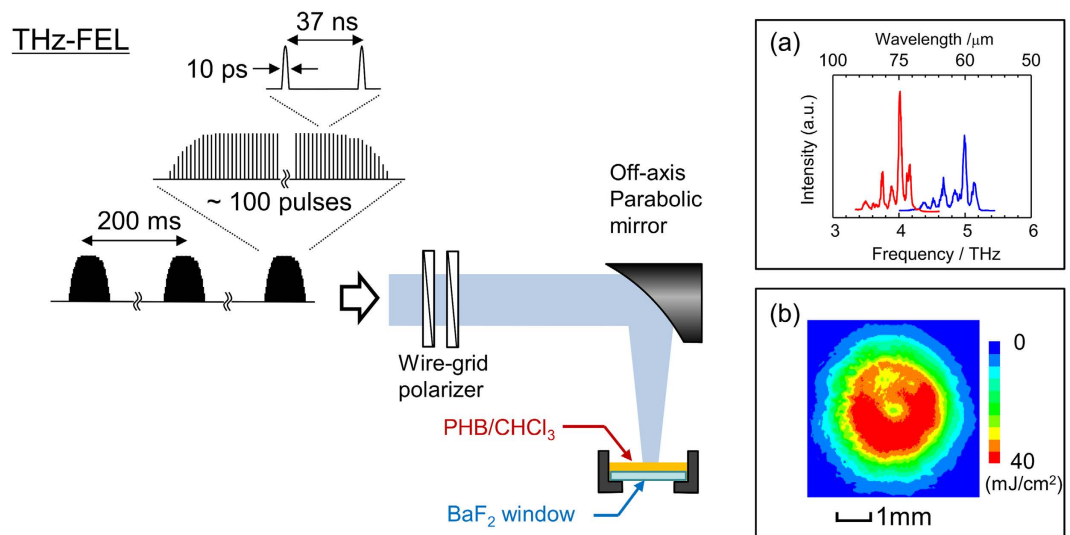 THz-FEL
37 ns
10 ps
~ 100 pulses
200 ms
Off-axis
Parabolic
mirror
Wire-grid
polarizer
PHB/CHCl₃
BaF₂ window
(a)
Wavelength /μm
100 75 60 50
Intensity (a.u.)
3 4 5 6
Frequency / THz
(b)
0
40
(mJ/cm²)
1mm